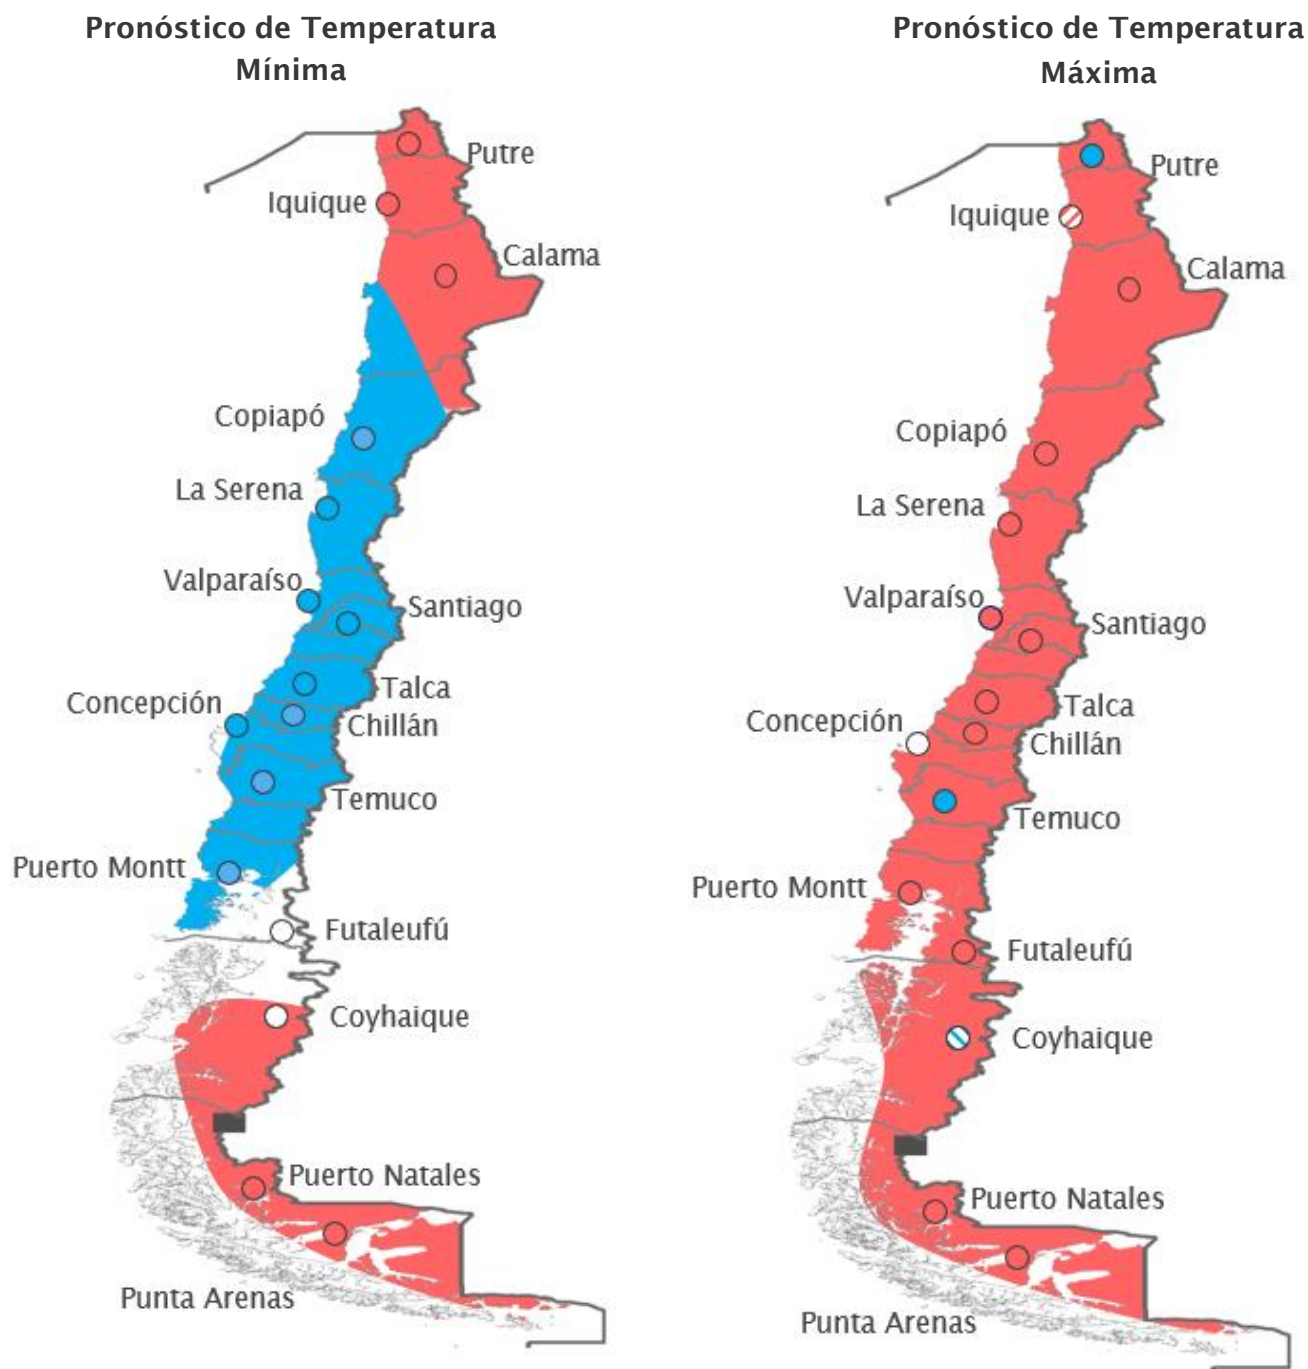 Pronóstico de Temperatura
Mínima
Putre
Iquique
Calama
Copiapó
La Serena
Valparaíso
Santiago
Concepción
Talca
Chillán
Temuco
Puerto Montt
Futaleufú
Coyhaique
Puerto Natales
Punta Arenas
Pronóstico de Temperatura
Máxima
Putre
Iquique
Calama
Copiapó
La Serena
Valparaíso
Santiago
Talca
Concepción
Chillán
Temuco
Puerto Montt
Futaleufú
Coyhaique
Puerto Natales
Punta Arenas